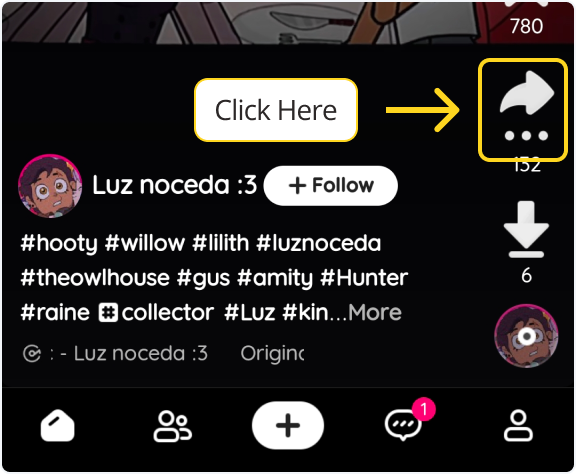 780
Click Here
132
Luz noceda :3
+ Follow
#hooty #willow #lilith #luznoceda
#theowlhouse #gus #amity #Hunter
6
#raine #collector #Luz #kin...More
: - Luz noceda :3 Origin
1